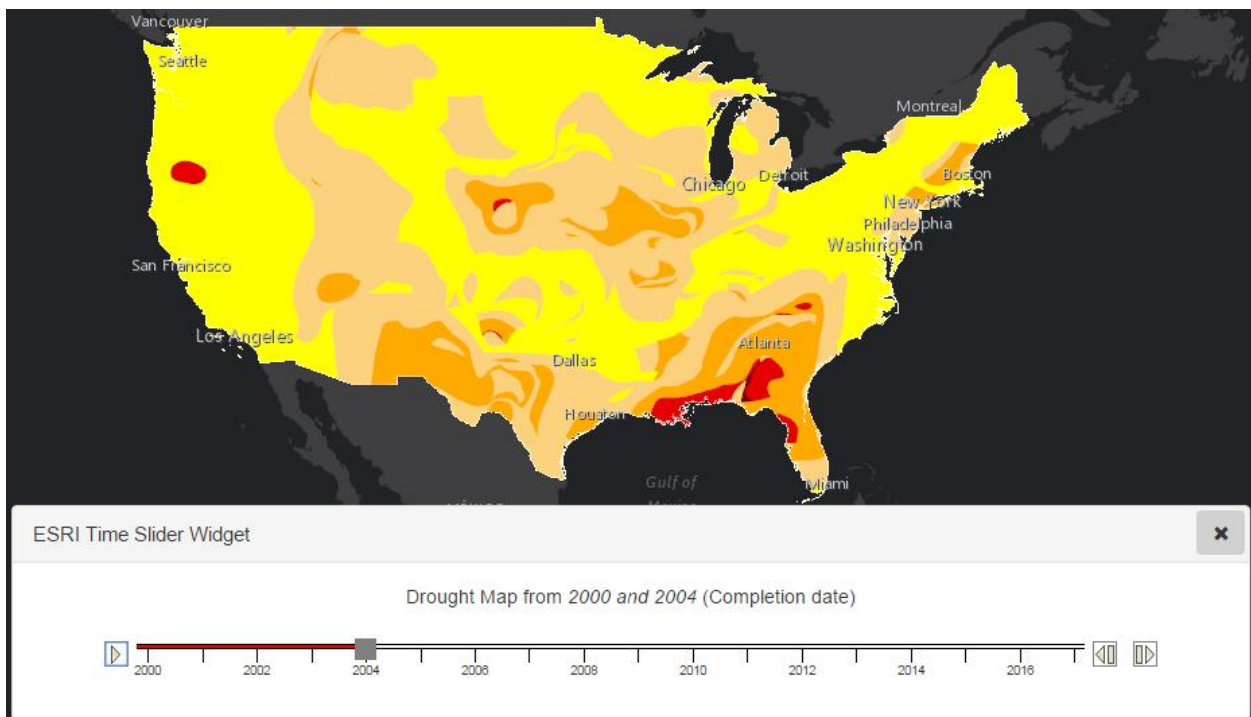 Vancouver
Seattle
Montreal
Chicago
Detroit
Boston
New York
Philadelphia
Washington
San Francisco
Los Angeles
Atlanta
Dallas
Houston
Gulf of
Miami
ESRI Time Slider Widget
Drought Map from 2000 and 2004 (Completion date)
2000 2002 2004 2006 2008 2010 2012 2014 2016